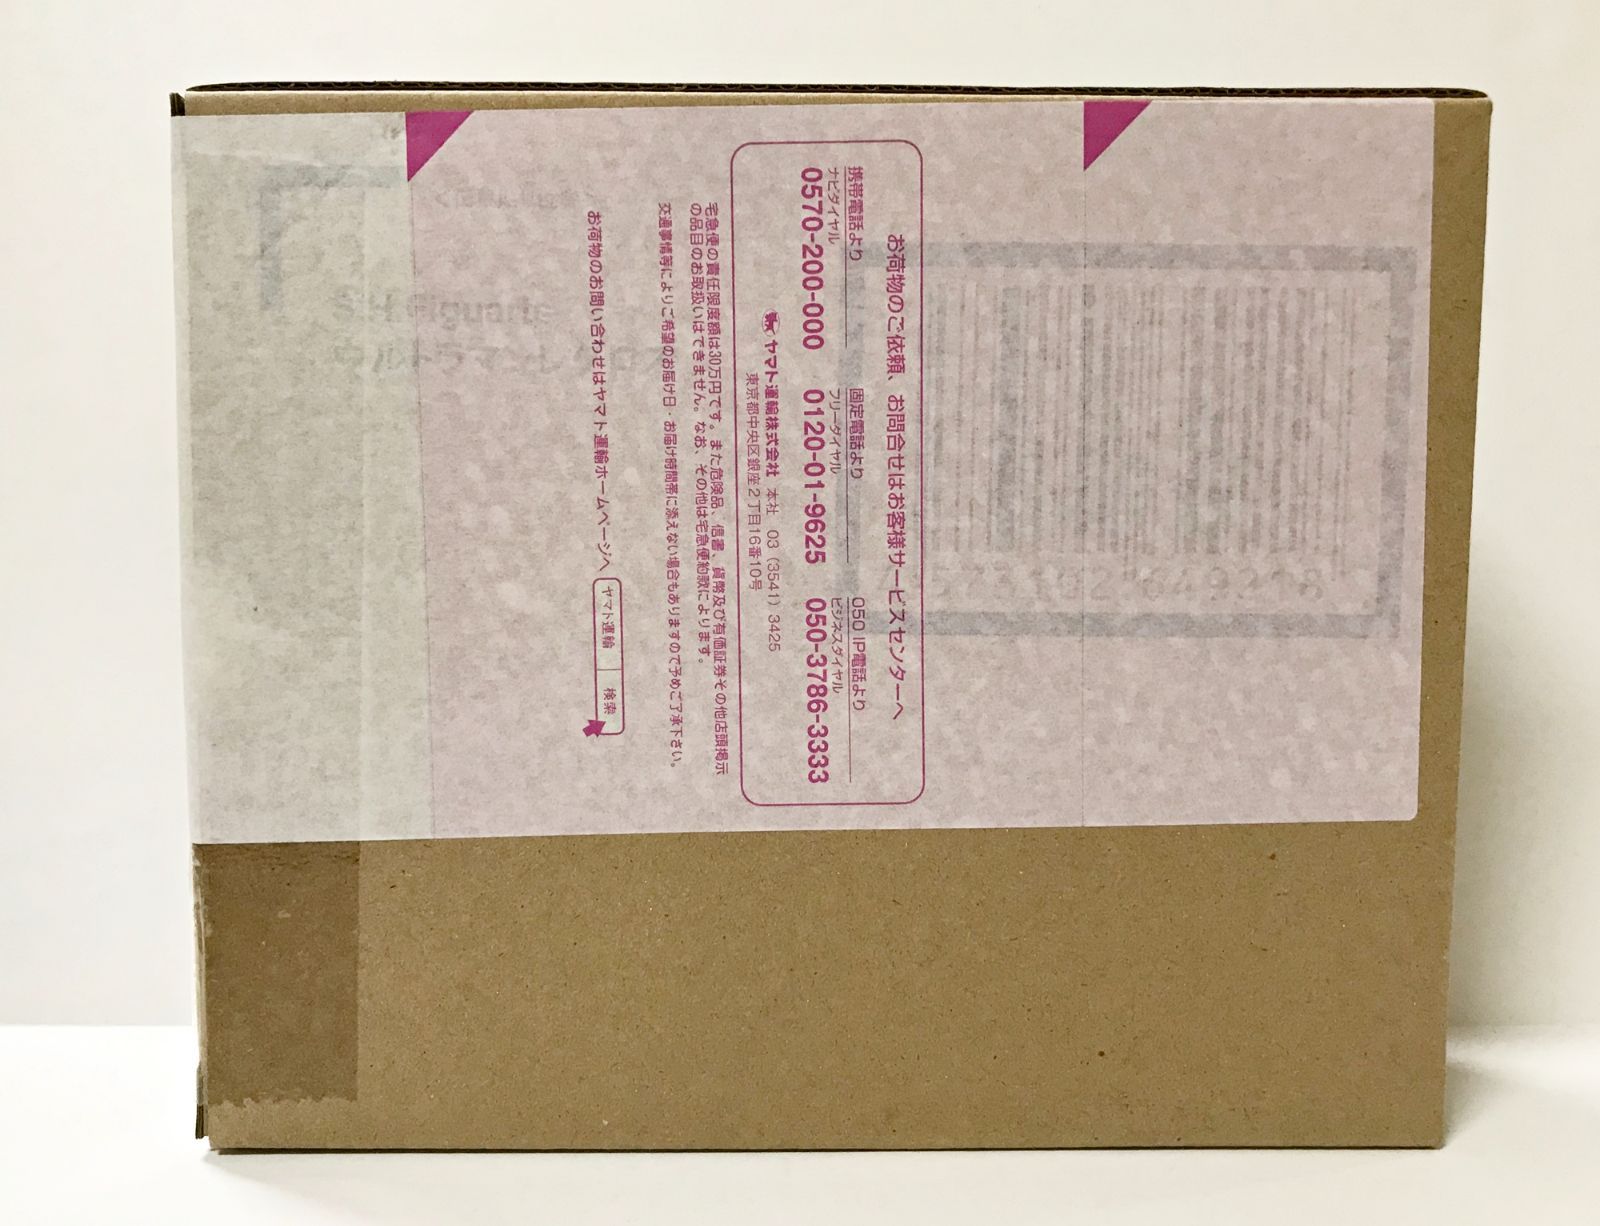 お荷物のご依頼、お問合せはお客様サービスセンターへ
携帯電話より 固定電話より 050 IP電話より
ナビダイヤル フリーダイヤル ビジネスダイヤル
0570-200-000 0120-01-9625 050-3786-3333
ヤマト運輸株式会社 本社 03 (3541) 3425
東京都中央区銀座2丁目16番10号
宅急便の責任限度額は30万円です。また危険品、信書、貨幣及び有価証券その他店頭掲示
の品目のお取扱いはできません。なお、その他は宅急便約款によります。
交通事情等によりご希望のお届け日・お届け時間帯に添えない場合もありますので予めご了承下さい。
お荷物のお問い合わせはヤマト運輸ホームページへ ヤマト運輸 検索
S.H.Figuarts